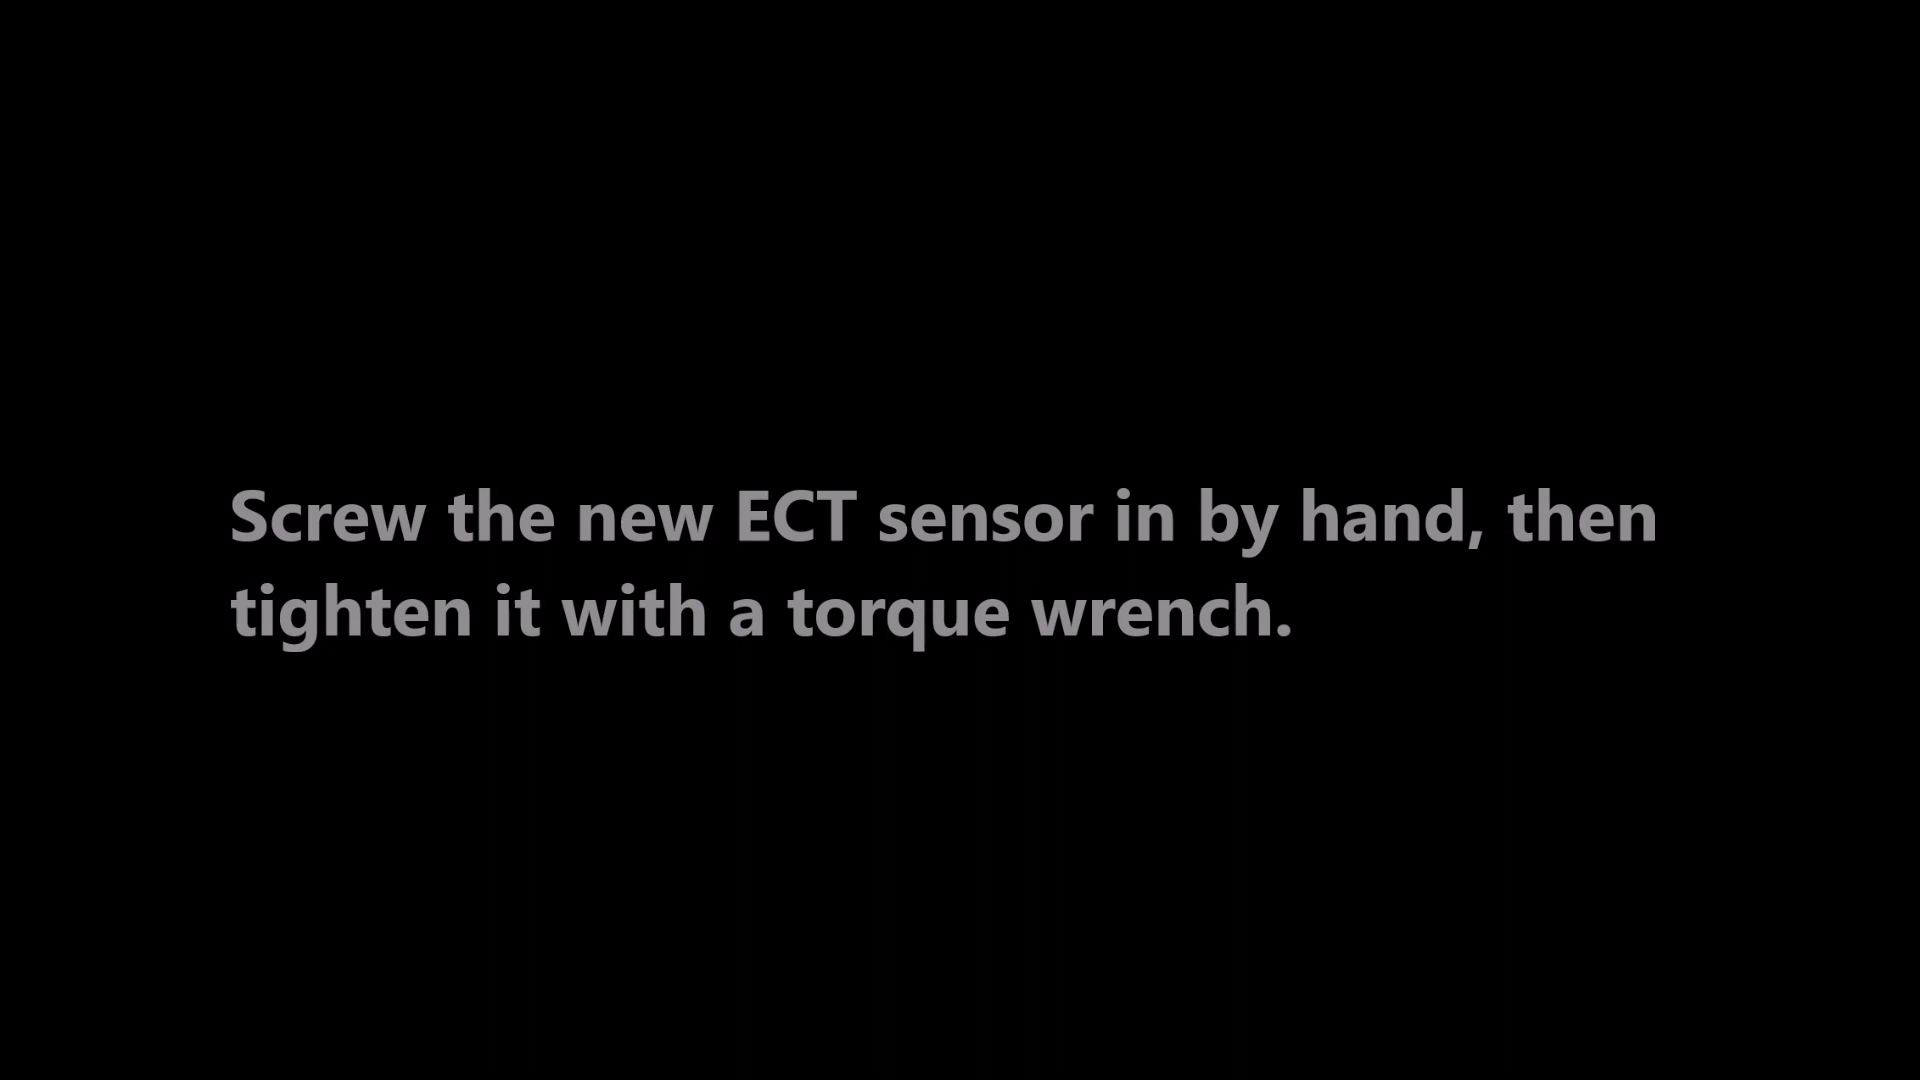 Screw the new ECT sensor in by hand, then
tighten it with a torque wrench.